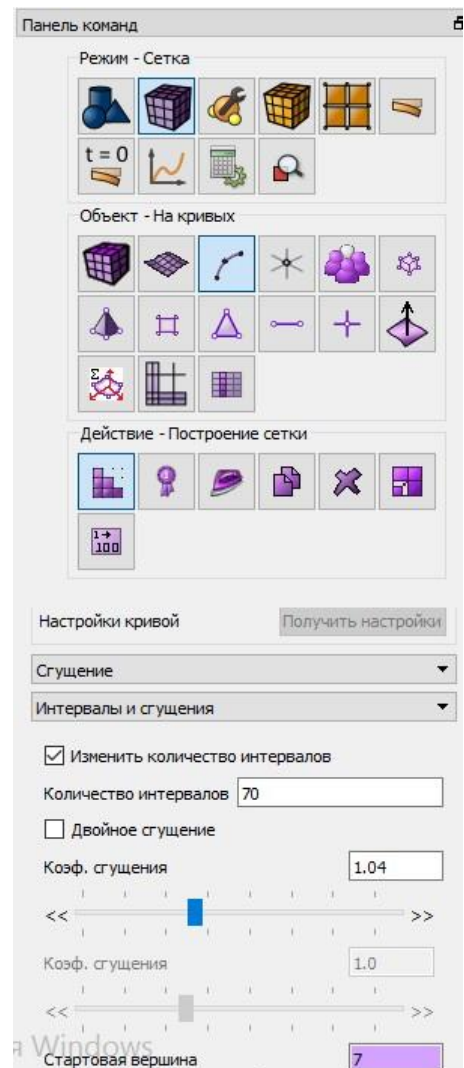 Панель команд
Режим - Сетка
t = 0
Объект - На кривых
Σ
Действие - Построение сетки
1→
100
Настройки кривой Получить настройки
Сгущение
Интервалы и сгущения
Изменить количество интервалов
Количество интервалов 70
Двойное сгущение
Коэф. сгущения 1.04
<< >>
Коэф. сгущения 1.0
<< >>
я Windows
Стартовая вершина 7